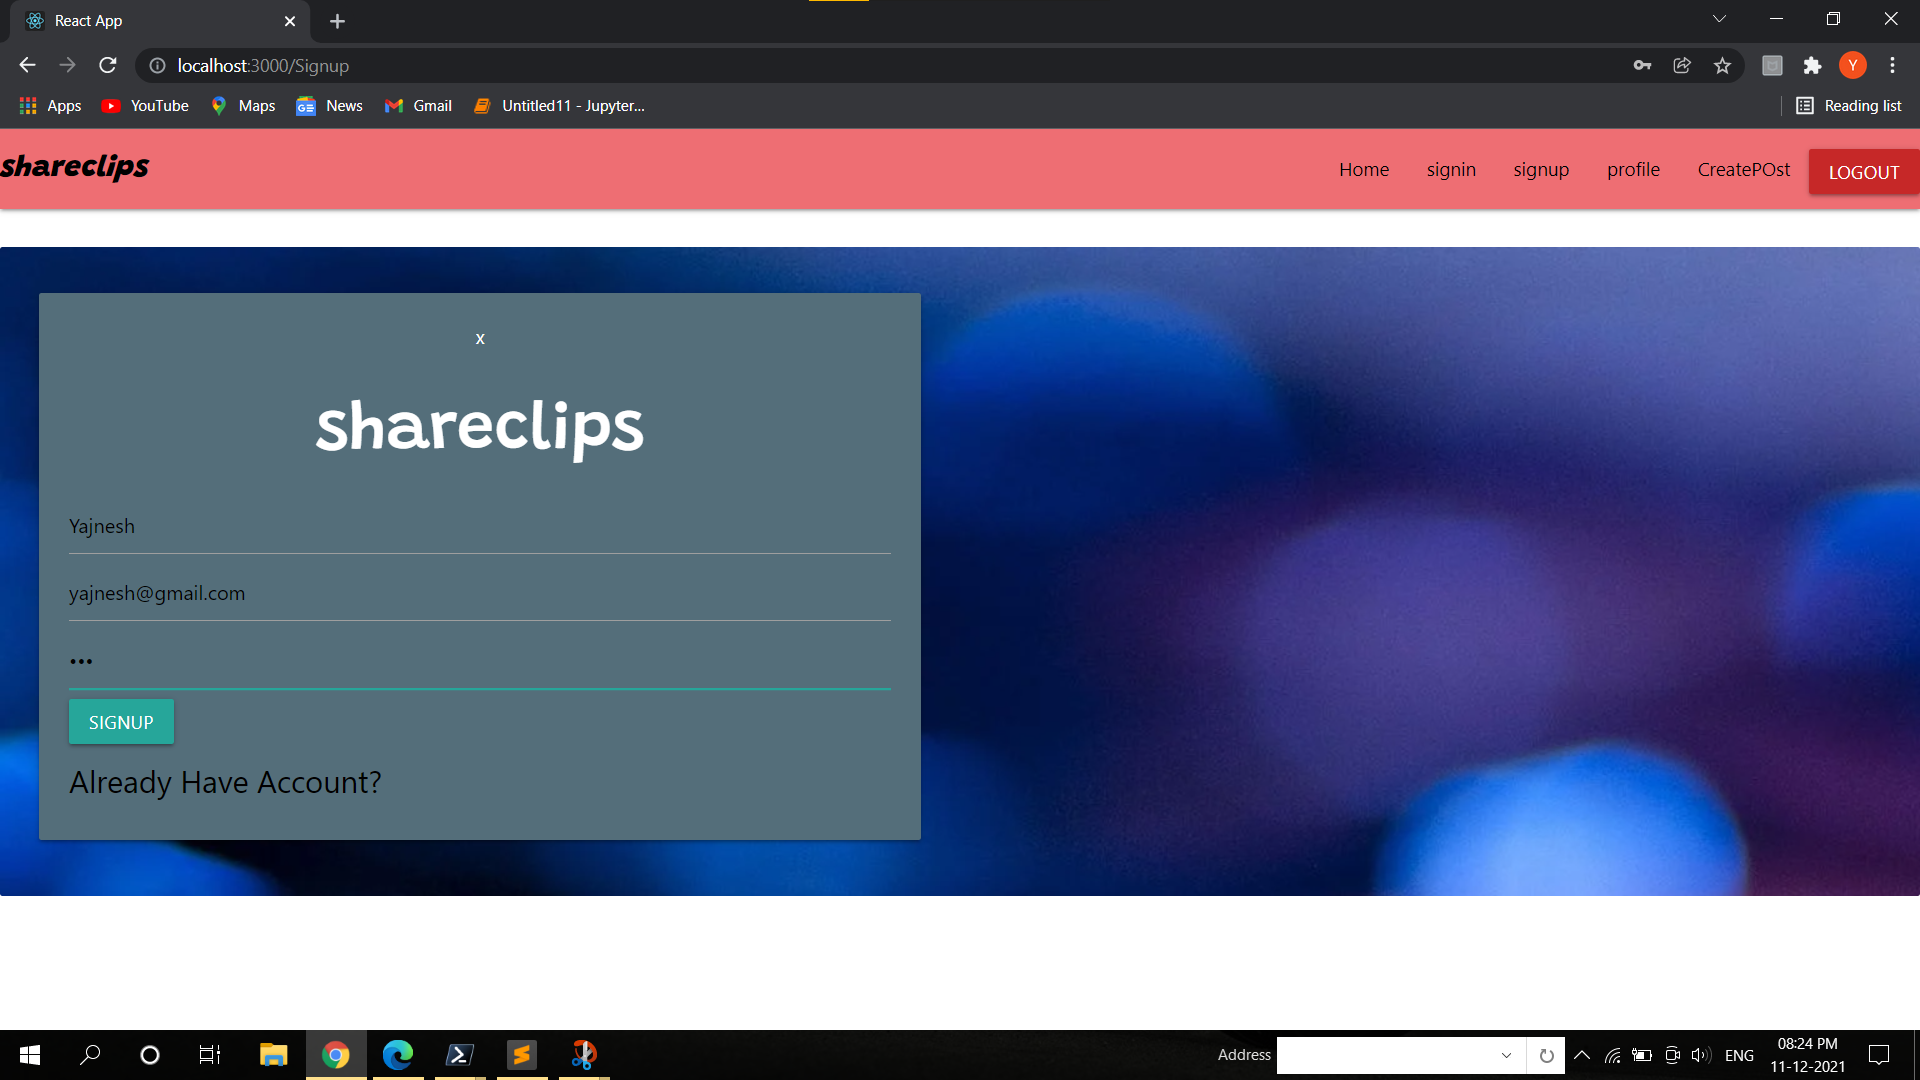 React App
localhost:3000/Signup
Y
Apps YouTube Maps News Gmail Untitled11 - Jupyter... Reading list
shareclips Home signin signup profile CreatePOst LOGOUT
x
shareclips
Yajnesh
yajnesh@gmail.com
•••
SIGNUP
Already Have Account?
Address ENG 08:24 PM
11-12-2021